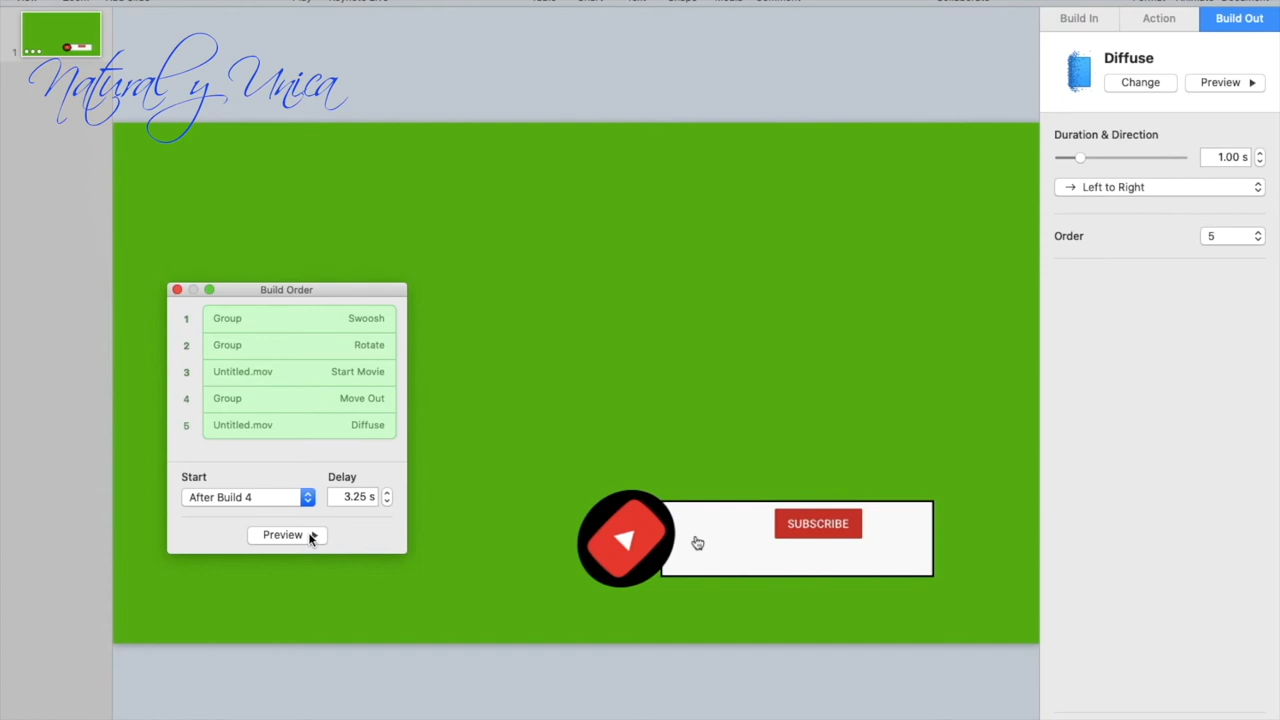 Build In Action Build Out
1
Natural y Unica
Diffuse
Change Preview
Duration & Direction
1.00 s
Left to Right
Order 5
Build Order
1 Group Swoosh
2 Group Rotate
3 Untitled.mov Start Movie
4 Group Move Out
5 Untitled.mov Diffuse
Start Delay
After Build 4 3.25 s
Preview
SUBSCRIBE